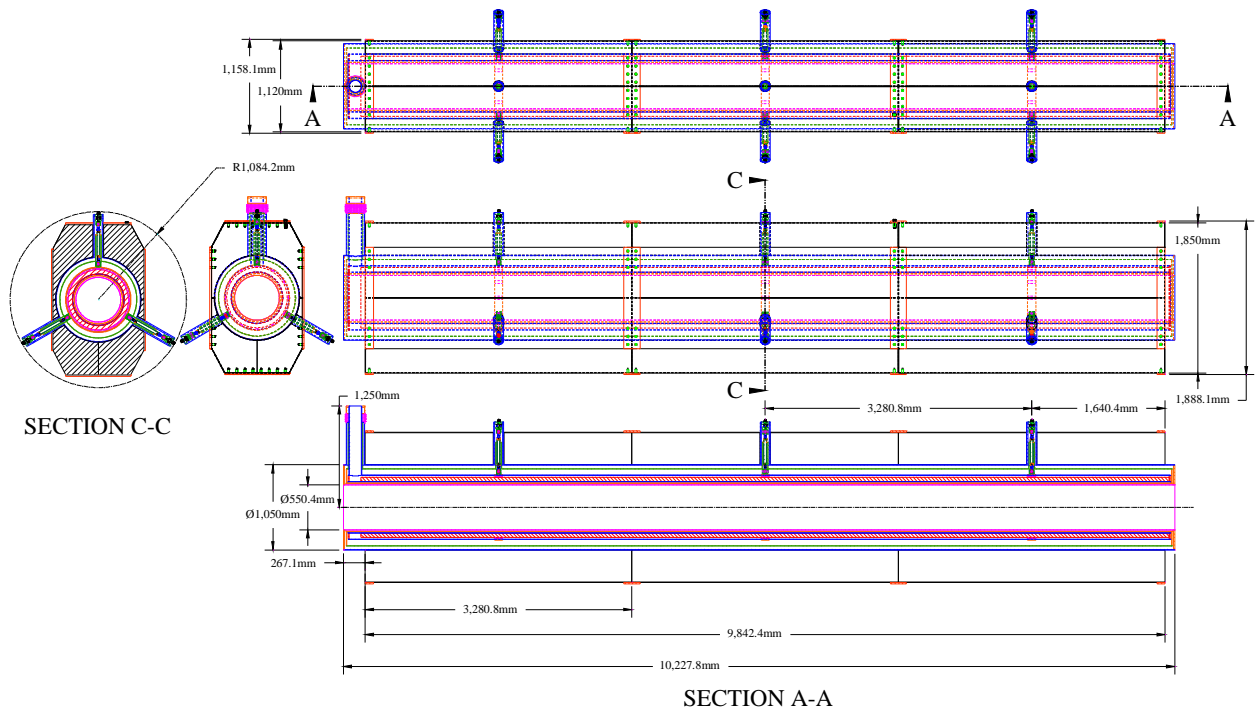 1,158.1mm
1,120mm
A
A
R1,084.2mm
C
1,850mm
C
1,888.1mm
SECTION C-C
1,250mm
3,280.8mm
1,640.4mm
Ø550.4mm
Ø1,050mm
267.1mm
3,280.8mm
9,842.4mm
10,227.8mm
SECTION A-A